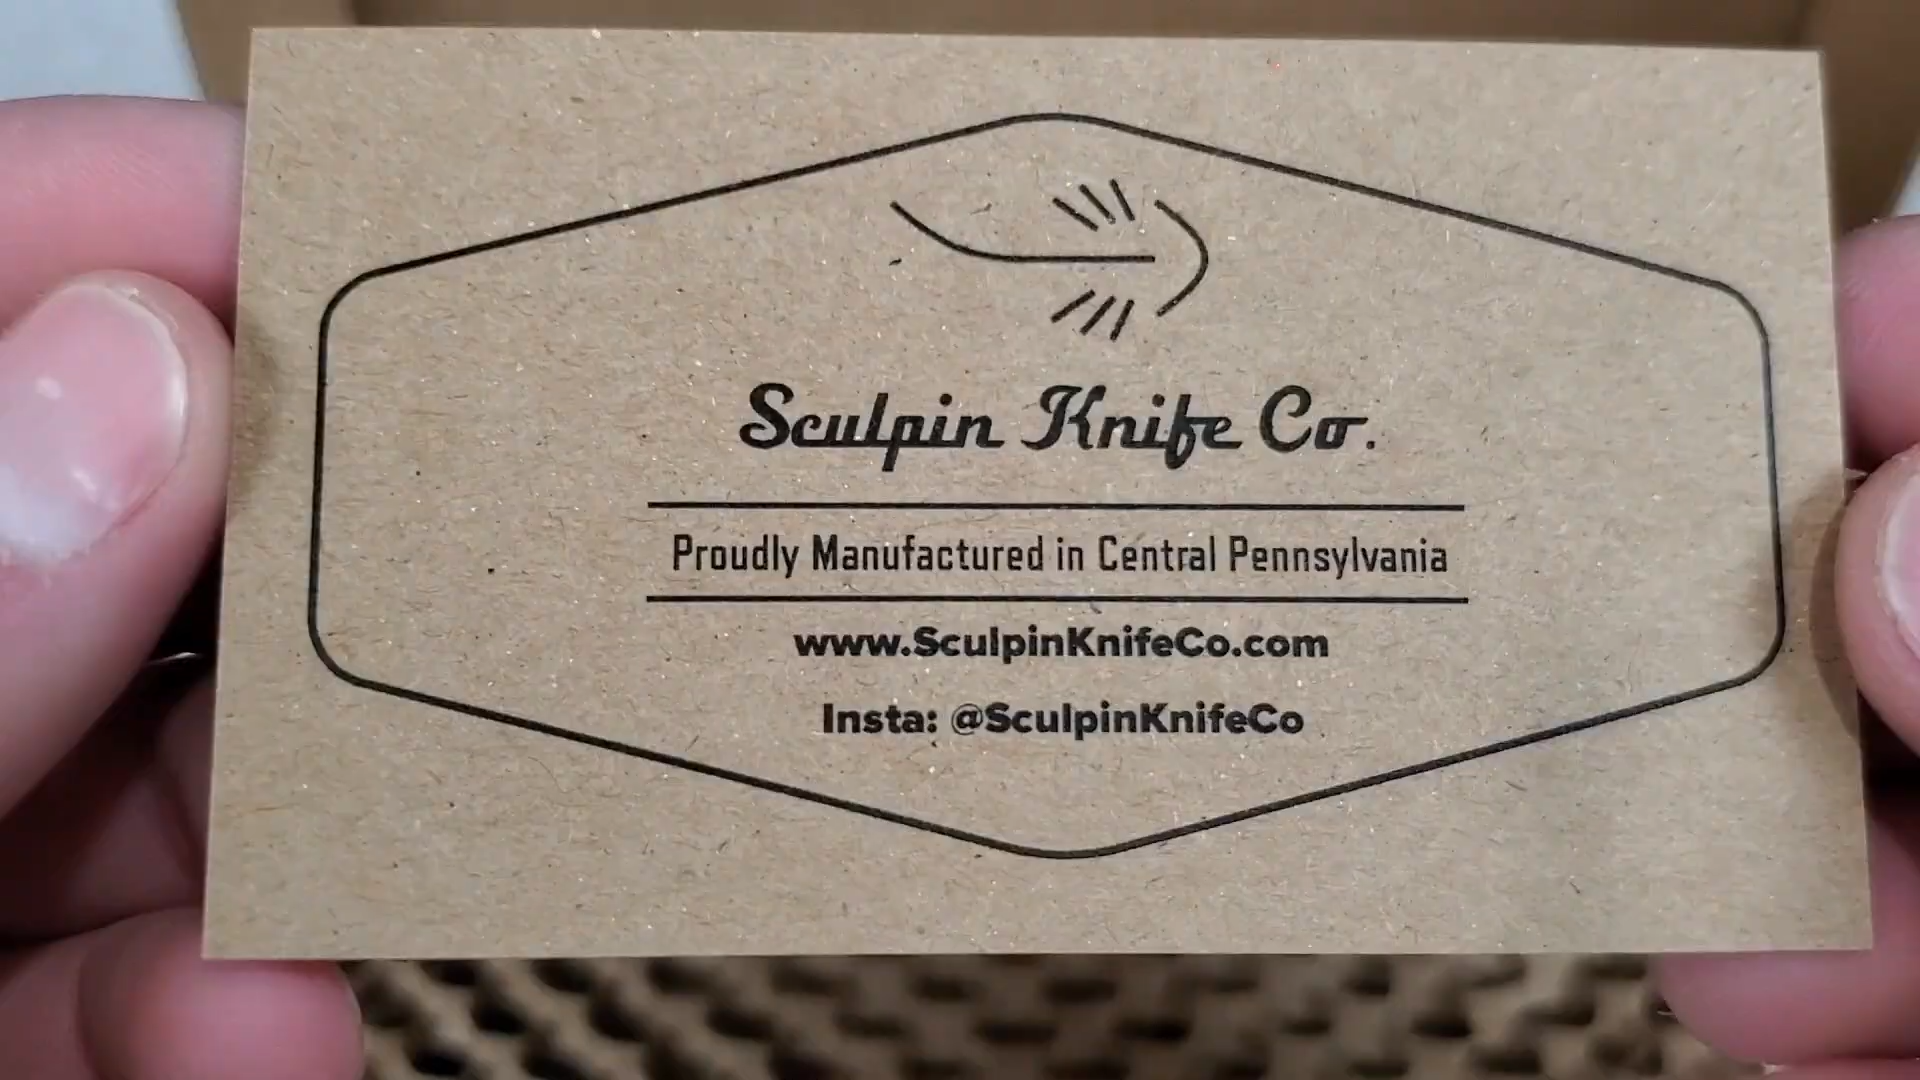 Sculpin Knife Co.
Proudly Manufactured in Central Pennsylvania
www.SculpinKnifeCo.com
Insta: @SculpinKnifeCo